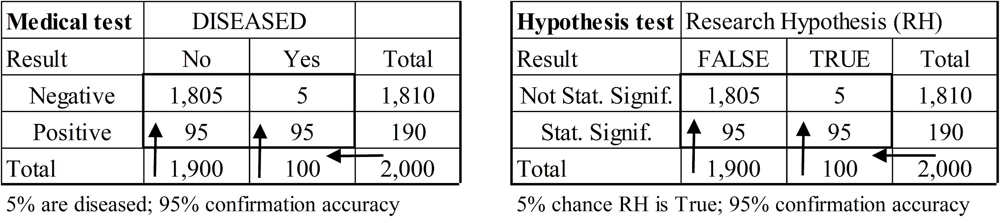 Medical test DISEASED
Result No Yes Total
Negative 1,805 5 1,810
Positive 95 95 190
Total 1,900 100 2,000
5% are diseased; 95% confirmation accuracy
Hypothesis test Research Hypothesis (RH)
Result FALSE TRUE Total
Not Stat. Signif. 1,805 5 1,810
Stat. Signif. 95 95 190
Total 1,900 100 2,000
5% chance RH is True; 95% confirmation accuracy